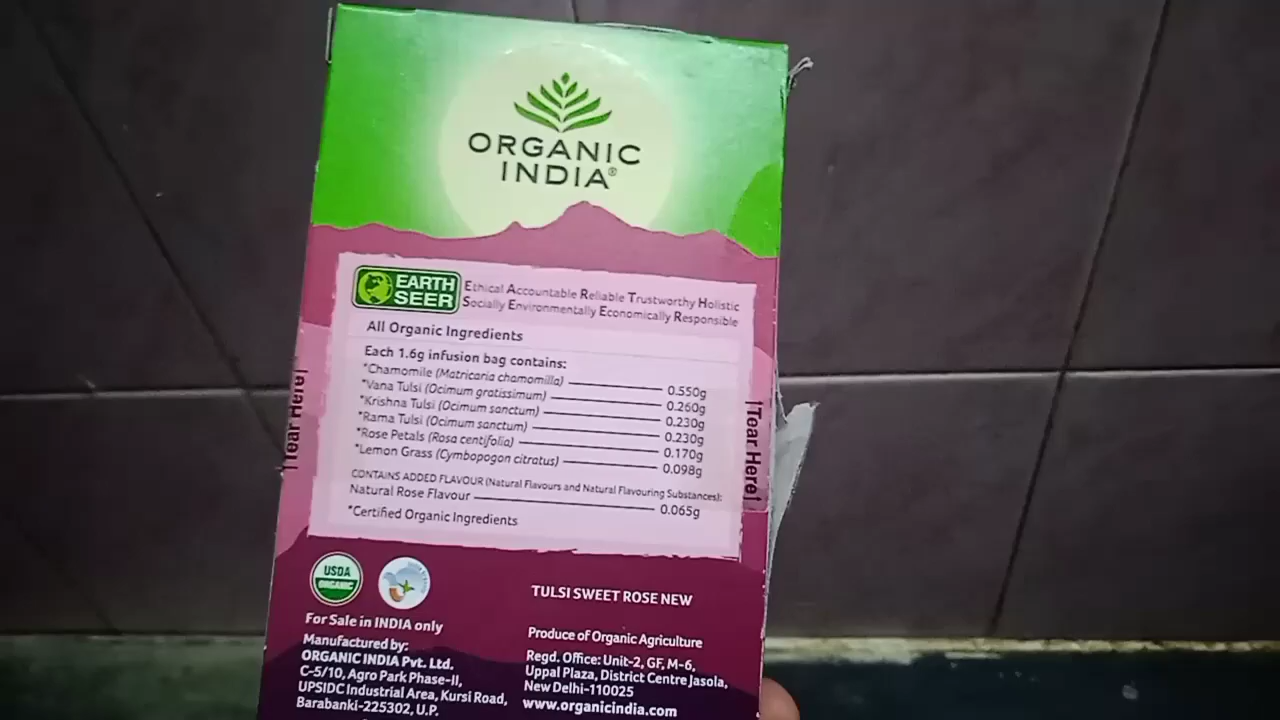 ORGANIC
INDIA®
EARTH
SEER
Ethical Accountable Reliable Trustworthy Holistic
Socially Environmentally Economically Responsible
All Organic Ingredients
Each 1.6g infusion bag contains:
*Chamomile (Matricaria chamomilla) 0.550g
*Vana Tulsi (Ocimum gratissimum) 0.260g
*Krishna Tulsi (Ocimum sanctum) 0.230g
*Rama Tulsi (Ocimum sanctum) 0.230g
*Rose Petals (Rosa centifolia) 0.170g
*Lemon Grass (Cymbopogon citratus) 0.098g
CONTAINS ADDED FLAVOUR (Natural Flavours and Natural Flavouring Substances):
Natural Rose Flavour 0.065g
*Certified Organic Ingredients
|Tear Here|
|Tear Here|
USDA
ORGANIC
For Sale in INDIA only
Manufactured by:
ORGANIC INDIA Pvt. Ltd.
C-5/10, Agro Park Phase-II,
UPSIDC Industrial Area, Kursi Road,
Barabanki-225302, U.P.
TULSI SWEET ROSE NEW
Produce of Organic Agriculture
Regd. Office: Unit-2, GF, M-6,
Uppal Plaza, District Centre Jasola,
New Delhi-110025
www.organicindia.com